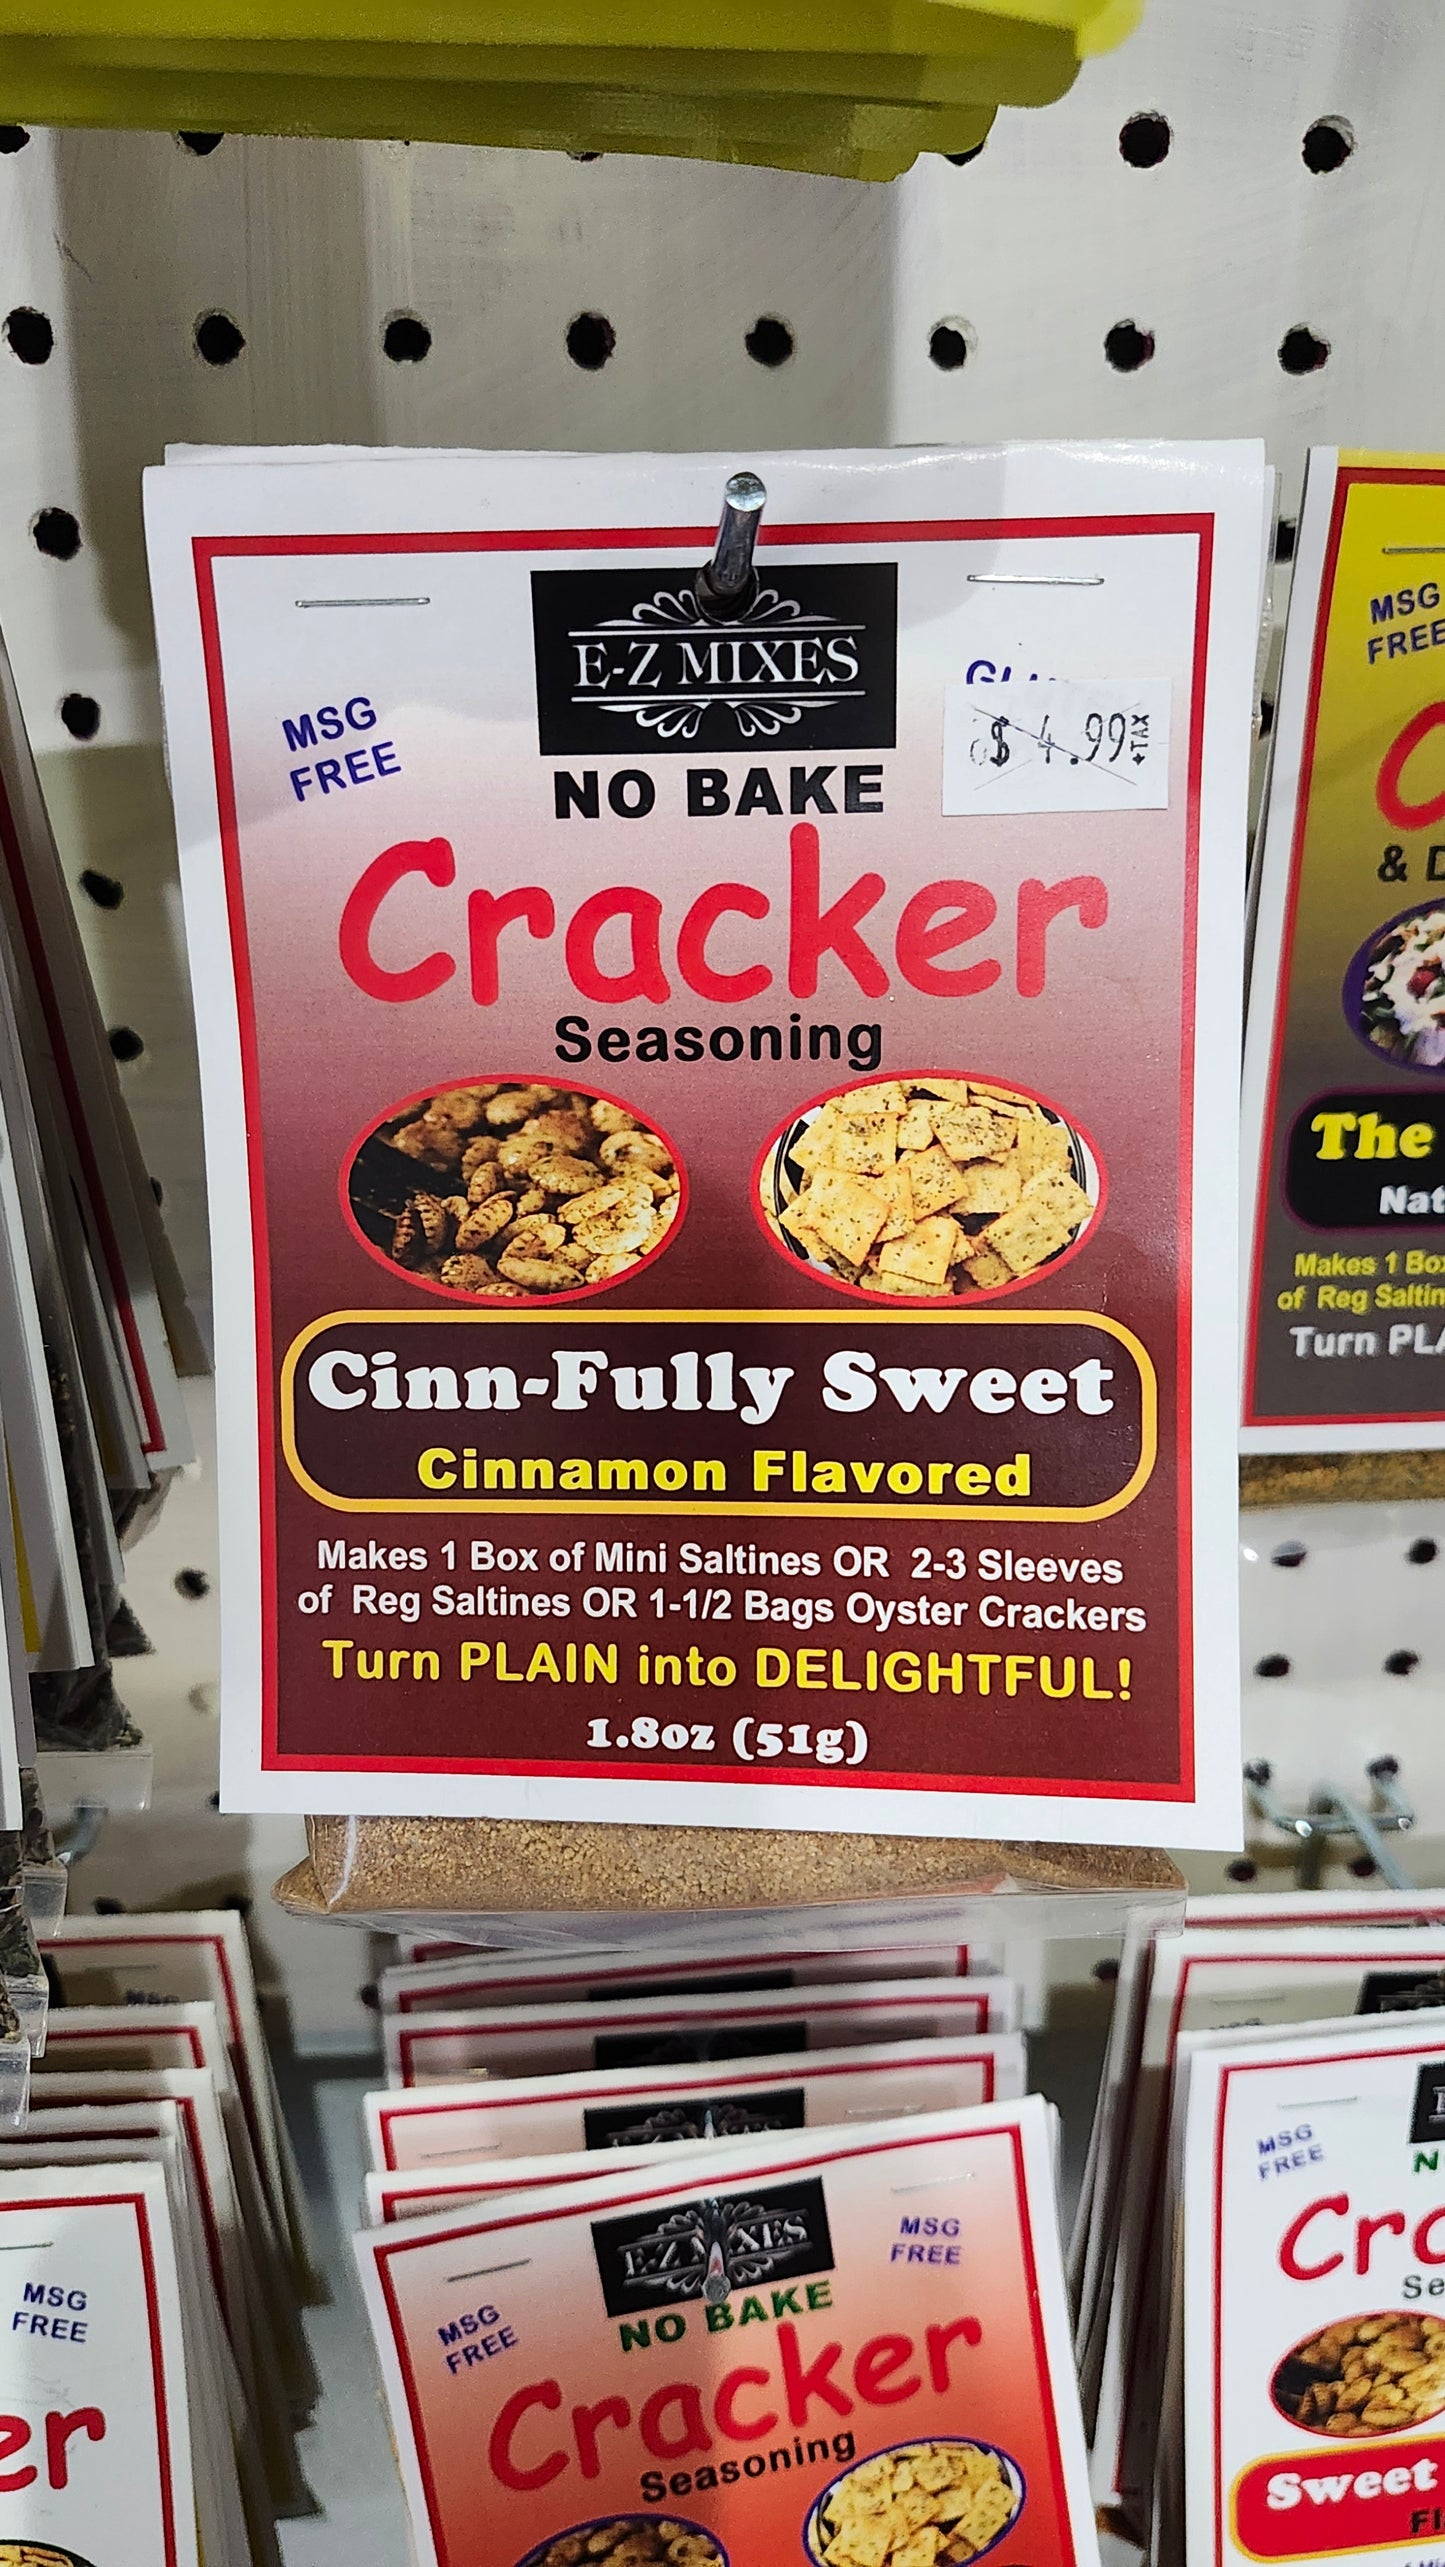 E-Z MIXES
MSG
FREE
$ 4.99
+TAX
NO BAKE
Cracker
Seasoning
Cinn-Fully Sweet
Cinnamon Flavored
Makes 1 Box of Mini Saltines OR 2-3 Sleeves
of Reg Saltines OR 1-1/2 Bags Oyster Crackers
Turn PLAIN into DELIGHTFUL!
1.8oz (51g)
MSG
FREE
&
The
Makes 1 Box
of Reg
Turn
MSG
FREE
MSG
FREE
E-Z MIXES
MSG
FREE
NO BAKE
Cracker
Seasoning
MSG
FREE
Sweet